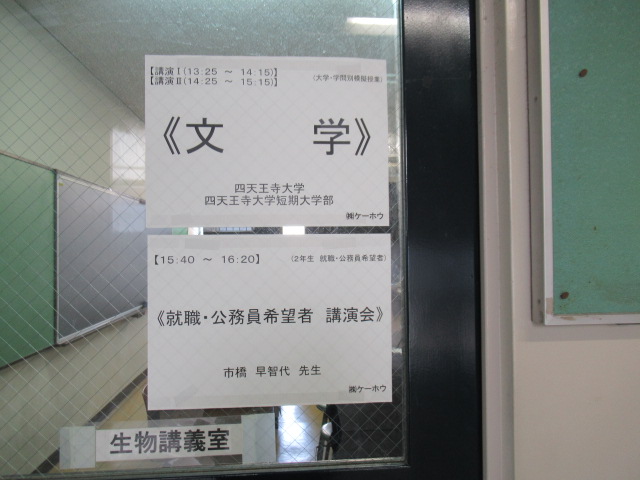 【講演Ⅰ(13:25 ～ 14:15)】
【講演Ⅱ(14:25 ～ 15:15)】
(大学・学問別模擬授業)
《文 学》
四天王寺大学
四天王寺大学短期大学部
㈱ケーホウ
【15:40 ～ 16:20】
(2年生 就職・公務員希望者)
《就職・公務員希望者 講演会》
市橋 早智代 先生
㈱ケーホウ
生物講義室